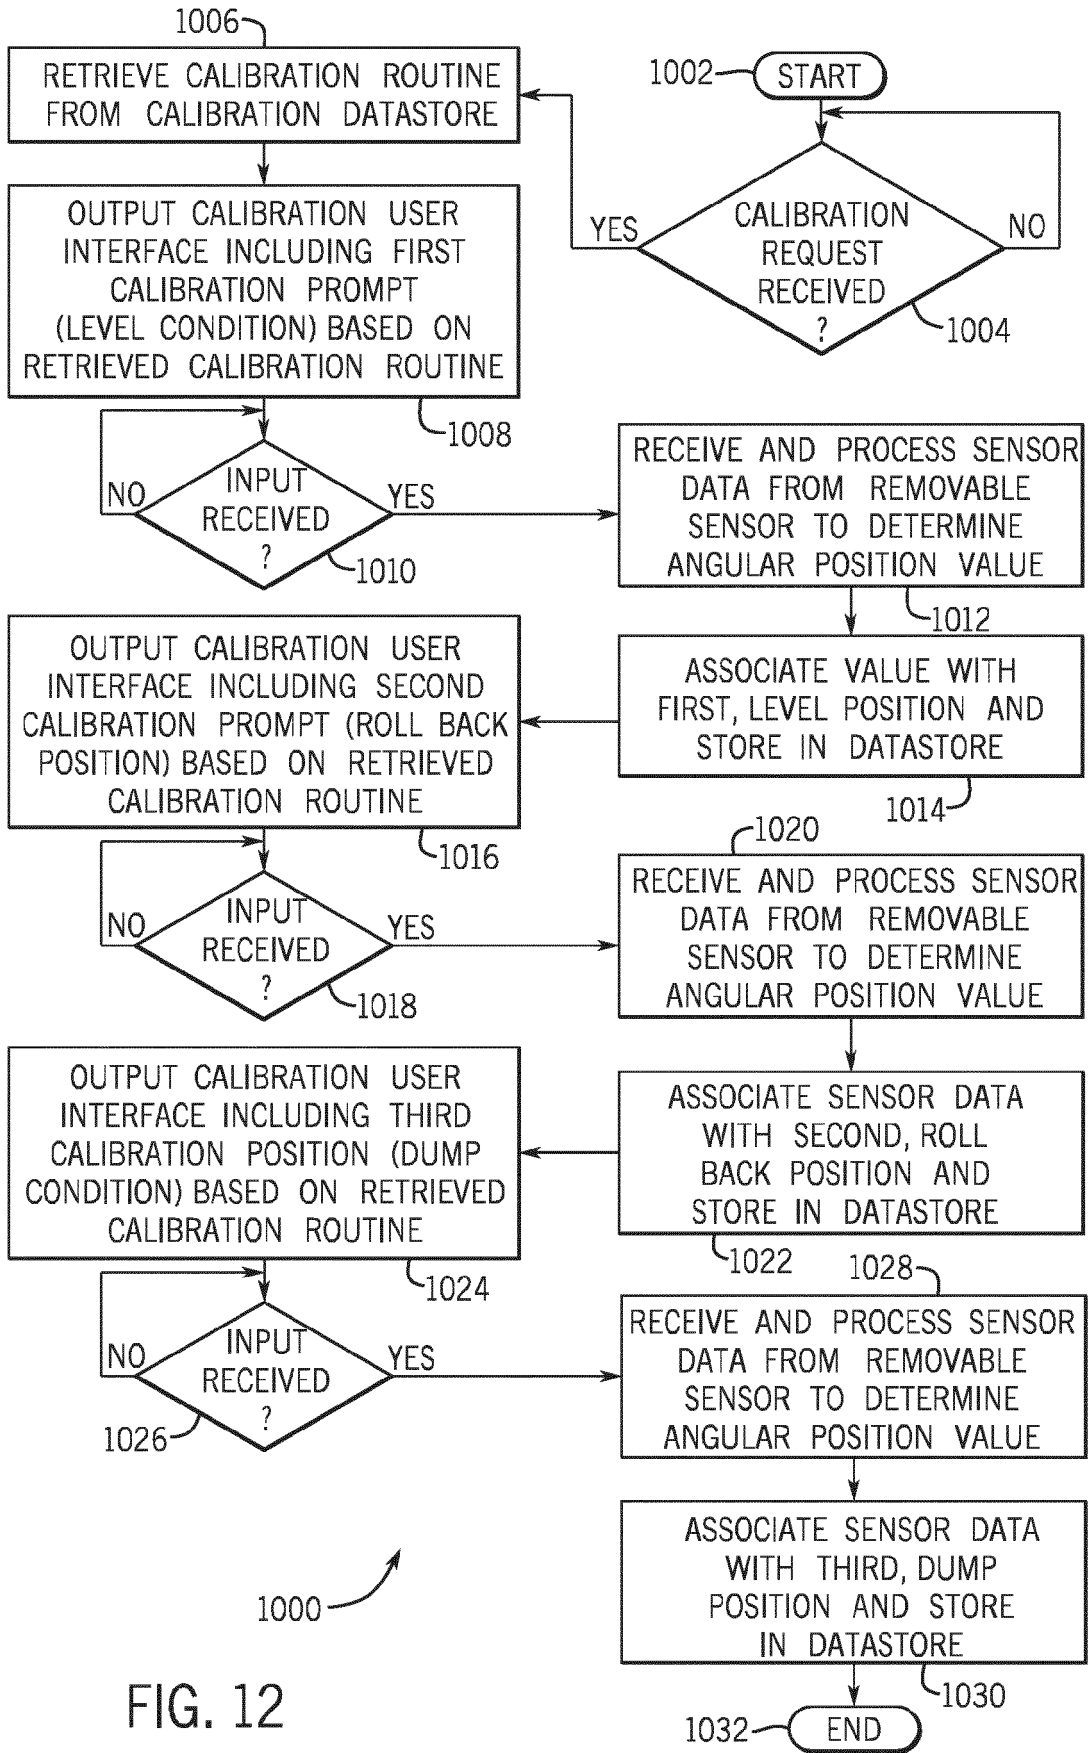 1006
RETRIEVE CALIBRATION ROUTINE
FROM CALIBRATION DATASTORE
1002
START
CALIBRATION
REQUEST
RECEIVED
?
YES
NO
1004
OUTPUT CALIBRATION USER
INTERFACE INCLUDING FIRST
CALIBRATION PROMPT
(LEVEL CONDITION) BASED ON
RETRIEVED CALIBRATION ROUTINE
1008
INPUT
RECEIVED
?
NO
YES
1010
RECEIVE AND PROCESS SENSOR
DATA FROM REMOVABLE
SENSOR TO DETERMINE
ANGULAR POSITION VALUE
1012
ASSOCIATE VALUE WITH
FIRST, LEVEL POSITION AND
STORE IN DATASTORE
1014
OUTPUT CALIBRATION USER
INTERFACE INCLUDING SECOND
CALIBRATION PROMPT (ROLL BACK
POSITION) BASED ON RETRIEVED
CALIBRATION ROUTINE
1016
INPUT
RECEIVED
?
NO
YES
1018
1020
RECEIVE AND PROCESS SENSOR
DATA FROM REMOVABLE
SENSOR TO DETERMINE
ANGULAR POSITION VALUE
ASSOCIATE SENSOR DATA
WITH SECOND, ROLL
BACK POSITION AND
STORE IN DATASTORE
1022
OUTPUT CALIBRATION USER
INTERFACE INCLUDING THIRD
CALIBRATION POSITION (DUMP
CONDITION) BASED ON RETRIEVED
CALIBRATION ROUTINE
1024
INPUT
RECEIVED
?
NO
YES
1026
1028
RECEIVE AND PROCESS SENSOR
DATA FROM REMOVABLE
SENSOR TO DETERMINE
ANGULAR POSITION VALUE
ASSOCIATE SENSOR DATA
WITH THIRD, DUMP
POSITION AND STORE
IN DATASTORE
1030
1032
END
1000
FIG. 12